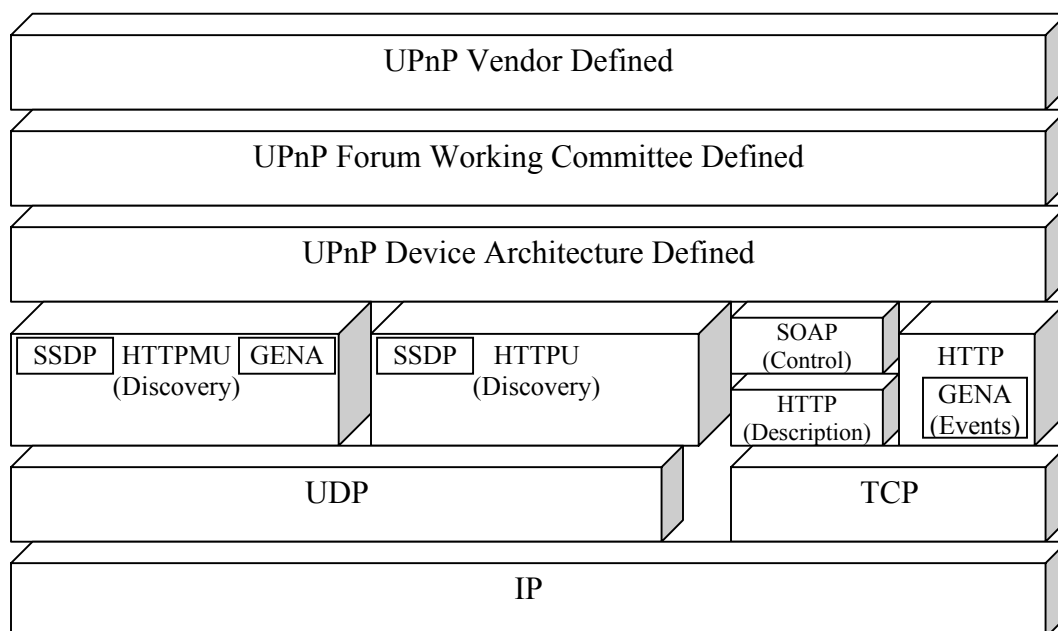 UPnP Vendor Defined
UPnP Forum Working Committee Defined
UPnP Device Architecture Defined
SSDP HTTPMU GENA
(Discovery)
SSDP HTTPU
(Discovery)
SOAP
(Control)
HTTP
(Description)
HTTP
GENA
(Events)
UDP
TCP
IP